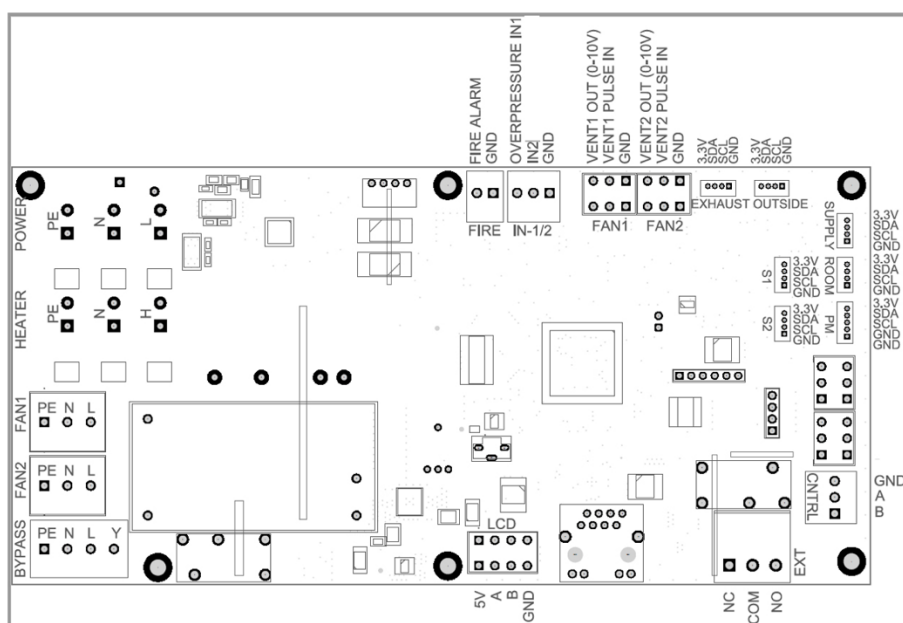 FIRE ALARM
GND
OVERPRESSURE IN1
IN2
GND
VENT1 OUT (0-10V)
VENT1 PULSE IN
GND
VENT2 OUT (0-10V)
VENT2 PULSE IN
GND
3.3V
SDA
SCL
GND
3.3V
SDA
SCL
GND
POWER
PE
N
L
FIRE
IN-1/2
FAN1
FAN2
EXHAUST
OUTSIDE
SUPPLY
3.3V
SDA
SCL
GND
HEATER
PE
N
H
S1
3.3V
SDA
SCL
GND
ROOM
3.3V
SDA
SCL
GND
S2
3.3V
SDA
SCL
GND
PM
3.3V
SDA
SCL
GND
GND
FAN1
PE N L
FAN2
PE N L
CNTRL
GND
A
B
BYPASS
PE N L Y
LCD
5V
A
B
GND
EXT
NC
COM
NO